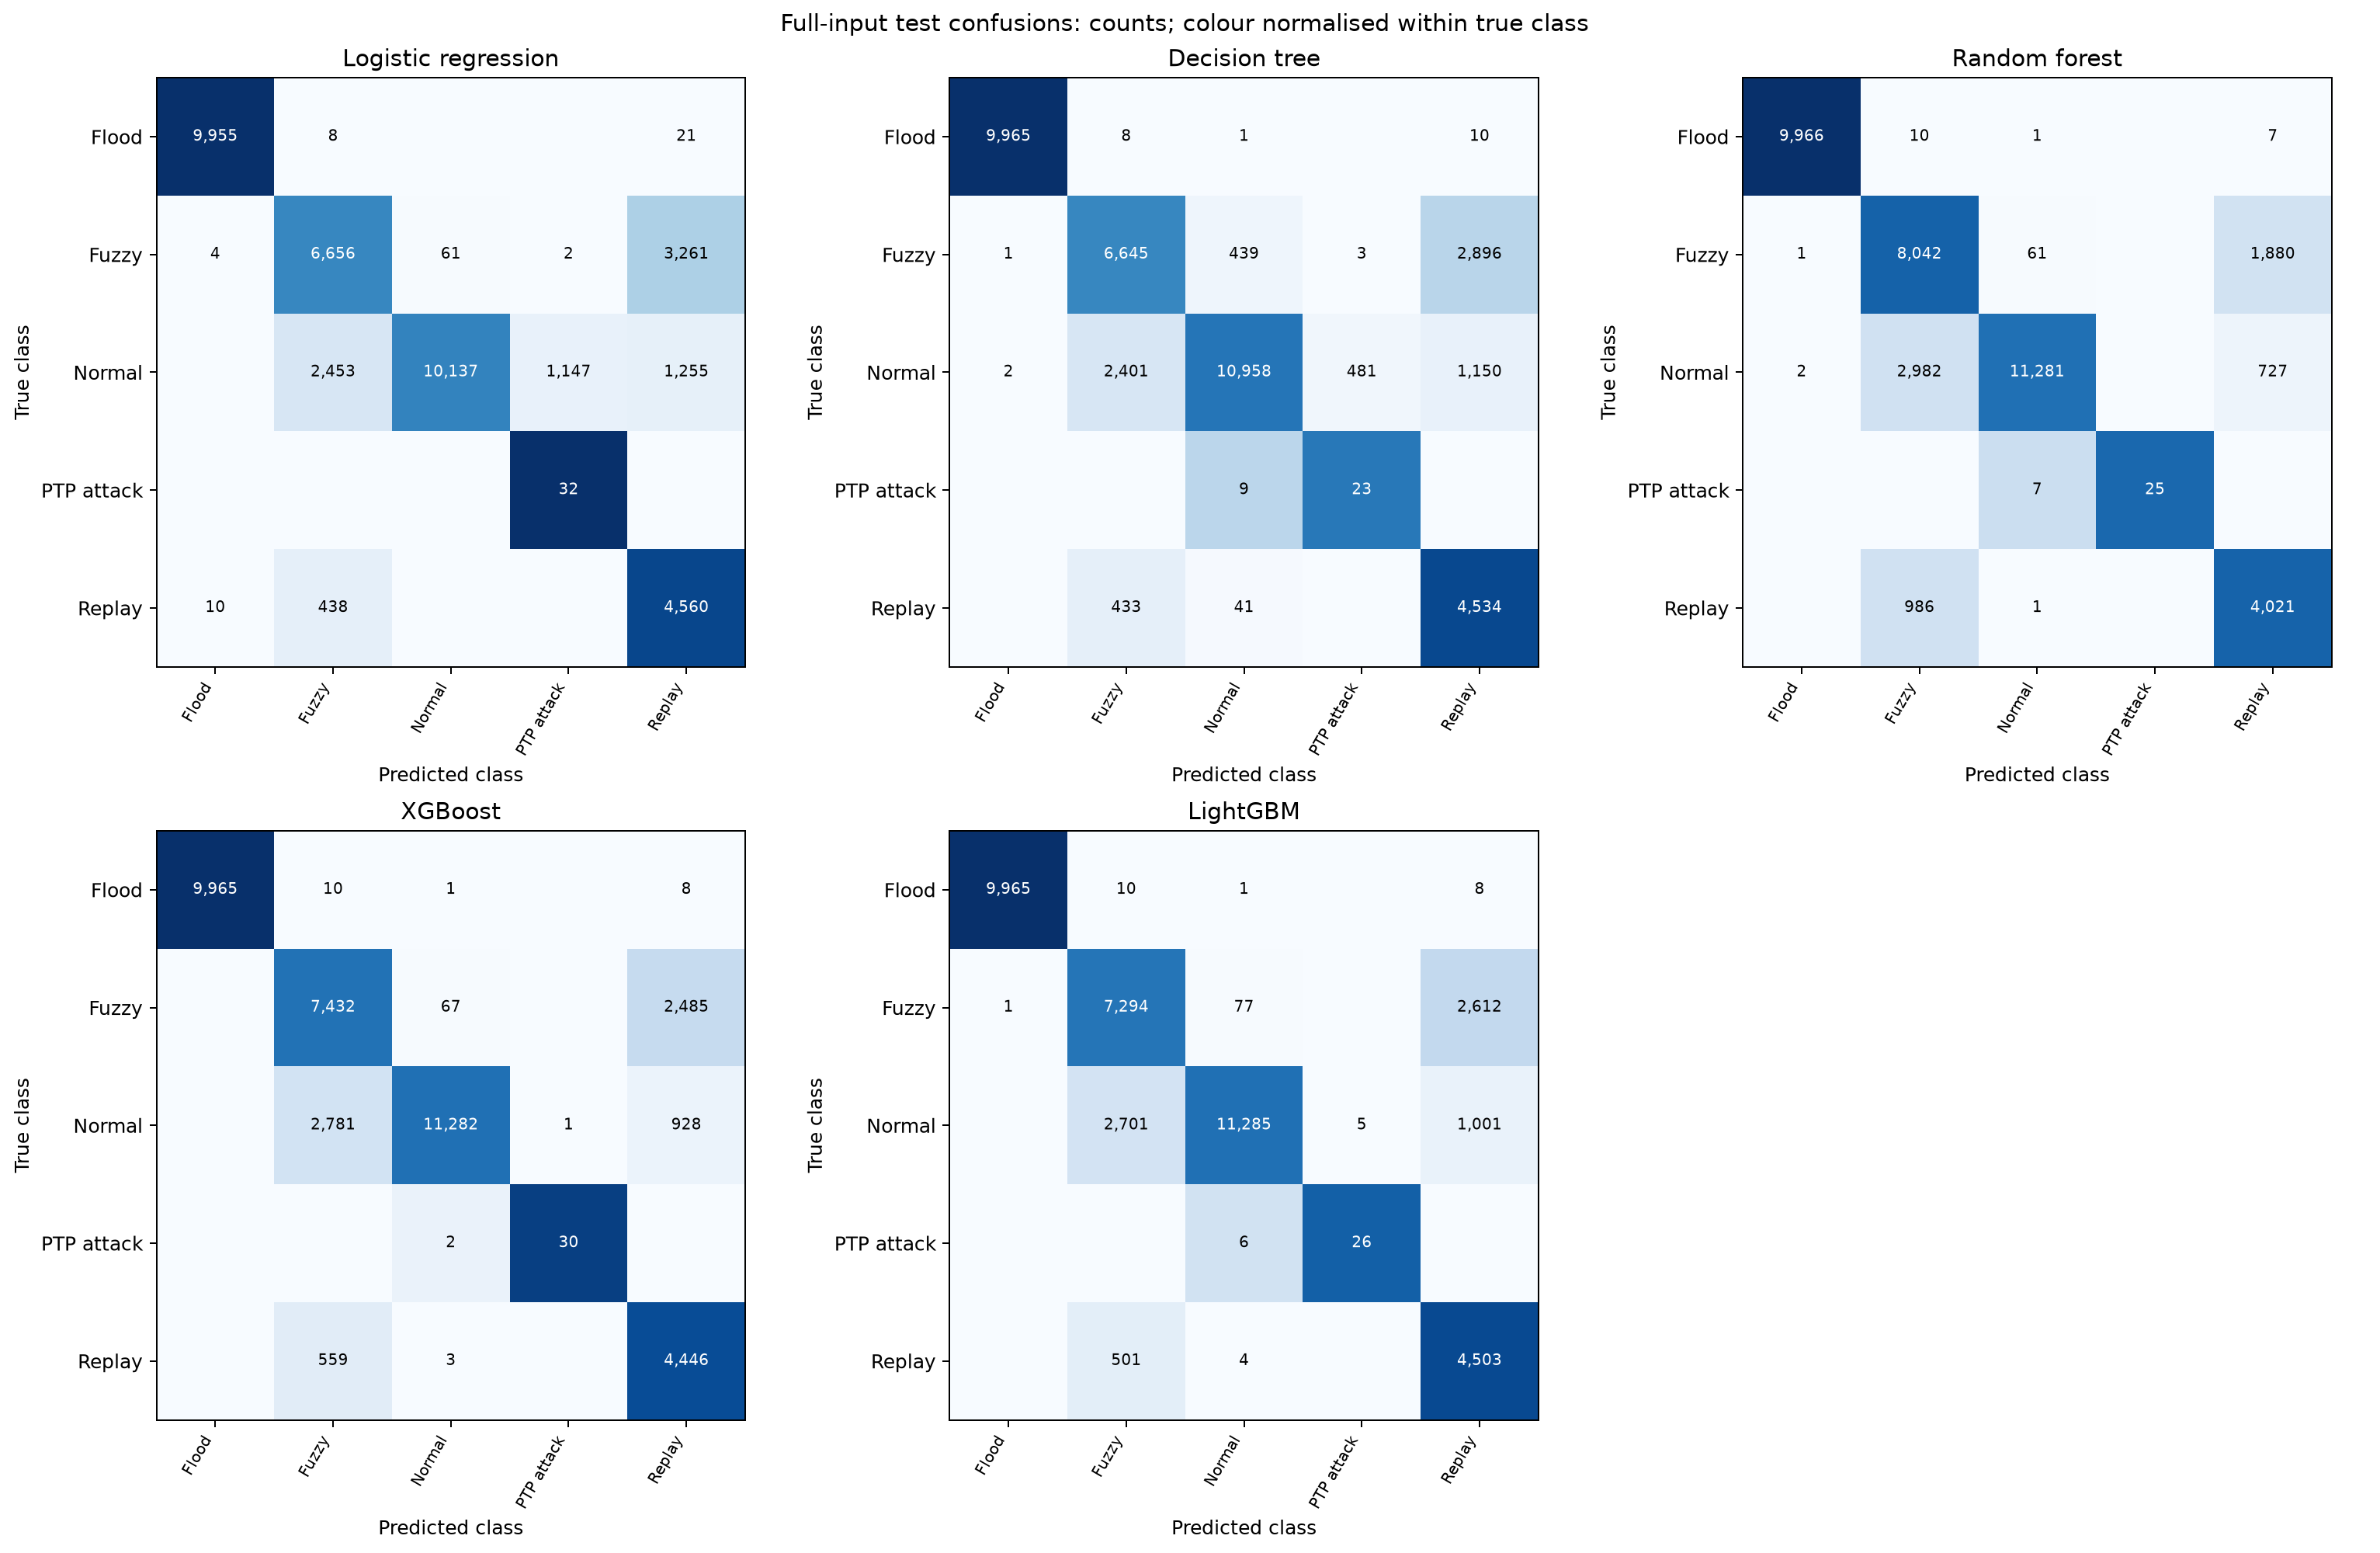 Full-input test confusions: counts; colour normalised within true class
Logistic regression
True class
Flood 9,955 8 21
Fuzzy 4 6,656 61 2 3,261
Normal 2,453 10,137 1,147 1,255
PTP attack 32
Replay 10 438 4,560
Flood Fuzzy Normal PTP attack Replay
Predicted class
Decision tree
True class
Flood 9,965 8 1 10
Fuzzy 1 6,645 439 3 2,896
Normal 2 2,401 10,958 481 1,150
PTP attack 9 23
Replay 433 41 4,534
Flood Fuzzy Normal PTP attack Replay
Predicted class
Random forest
True class
Flood 9,966 10 1 7
Fuzzy 1 8,042 61 1,880
Normal 2 2,982 11,281 727
PTP attack 7 25
Replay 986 1 4,021
Flood Fuzzy Normal PTP attack Replay
Predicted class
XGBoost
True class
Flood 9,965 10 1 8
Fuzzy 7,432 67 2,485
Normal 2,781 11,282 1 928
PTP attack 2 30
Replay 559 3 4,446
Flood Fuzzy Normal PTP attack Replay
Predicted class
LightGBM
True class
Flood 9,965 10 1 8
Fuzzy 1 7,294 77 2,612
Normal 2,701 11,285 5 1,001
PTP attack 6 26
Replay 501 4 4,503
Flood Fuzzy Normal PTP attack Replay
Predicted class